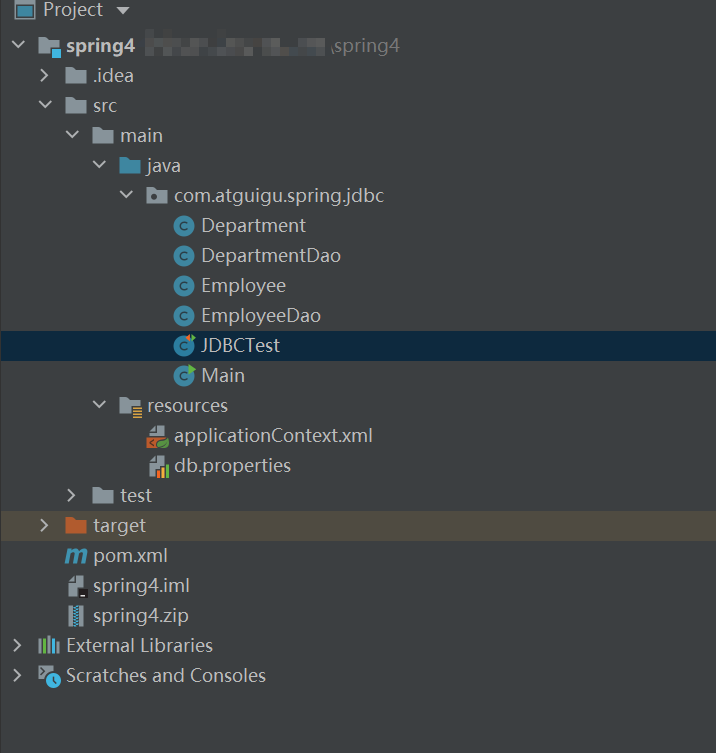 Project
spring4 \spring4
.idea
src
main
java
com.atguigu.spring.jdbc
Department
DepartmentDao
Employee
EmployeeDao
JDBCTest
Main
resources
applicationContext.xml
db.properties
test
target
pom.xml
spring4.iml
spring4.zip
External Libraries
Scratches and Consoles